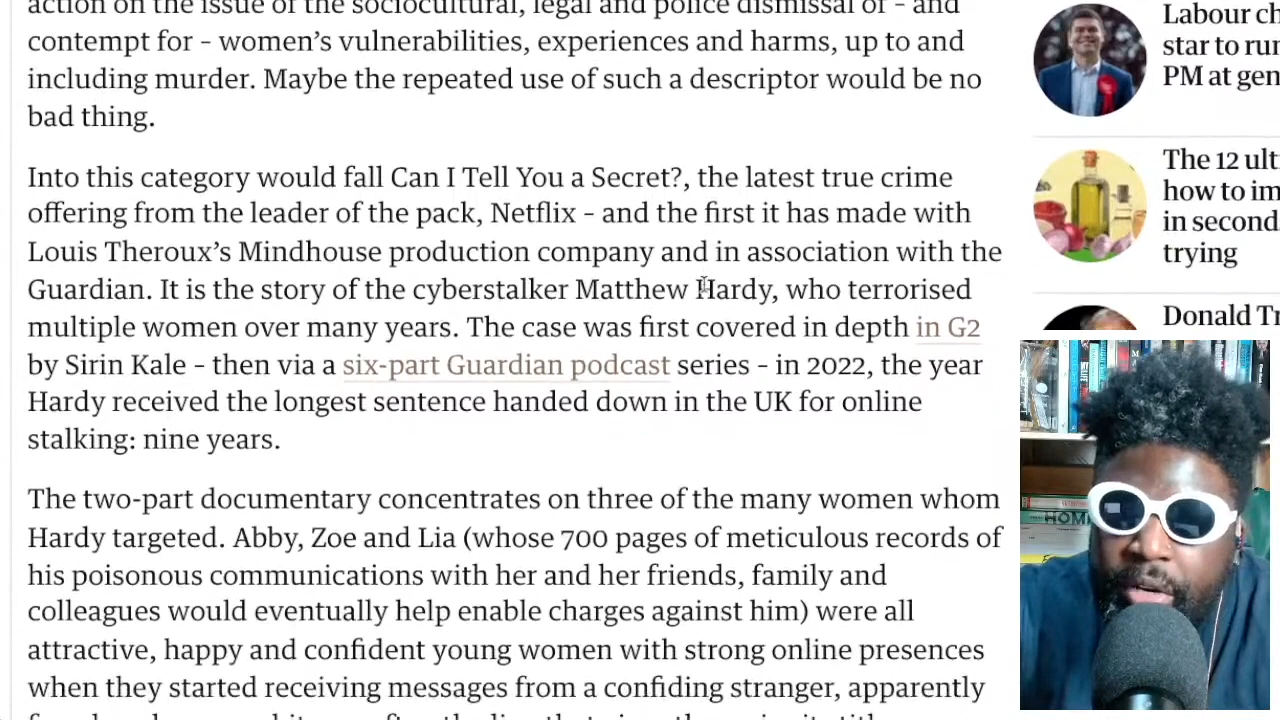 action on the issue of the sociocultural, legal and police dismissal of – and
contempt for – women’s vulnerabilities, experiences and harms, up to and
including murder. Maybe the repeated use of such a descriptor would be no
bad thing.
Into this category would fall Can I Tell You a Secret?, the latest true crime
offering from the leader of the pack, Netflix – and the first it has made with
Louis Theroux’s Mindhouse production company and in association with the
Guardian. It is the story of the cyberstalker Matthew Hardy, who terrorised
multiple women over many years. The case was first covered in depth in G2
by Sirin Kale – then via a six-part Guardian podcast series – in 2022, the year
Hardy received the longest sentence handed down in the UK for online
stalking: nine years.
The two-part documentary concentrates on three of the many women whom
Hardy targeted. Abby, Zoe and Lia (whose 700 pages of meticulous records of
his poisonous communications with her and her friends, family and
colleagues would eventually help enable charges against him) were all
attractive, happy and confident young women with strong online presences
when they started receiving messages from a confiding stranger, apparently
Labour ch
star to rur
PM at gen
The 12 ulti
how to im
in second
trying
Donald Tr
HOM